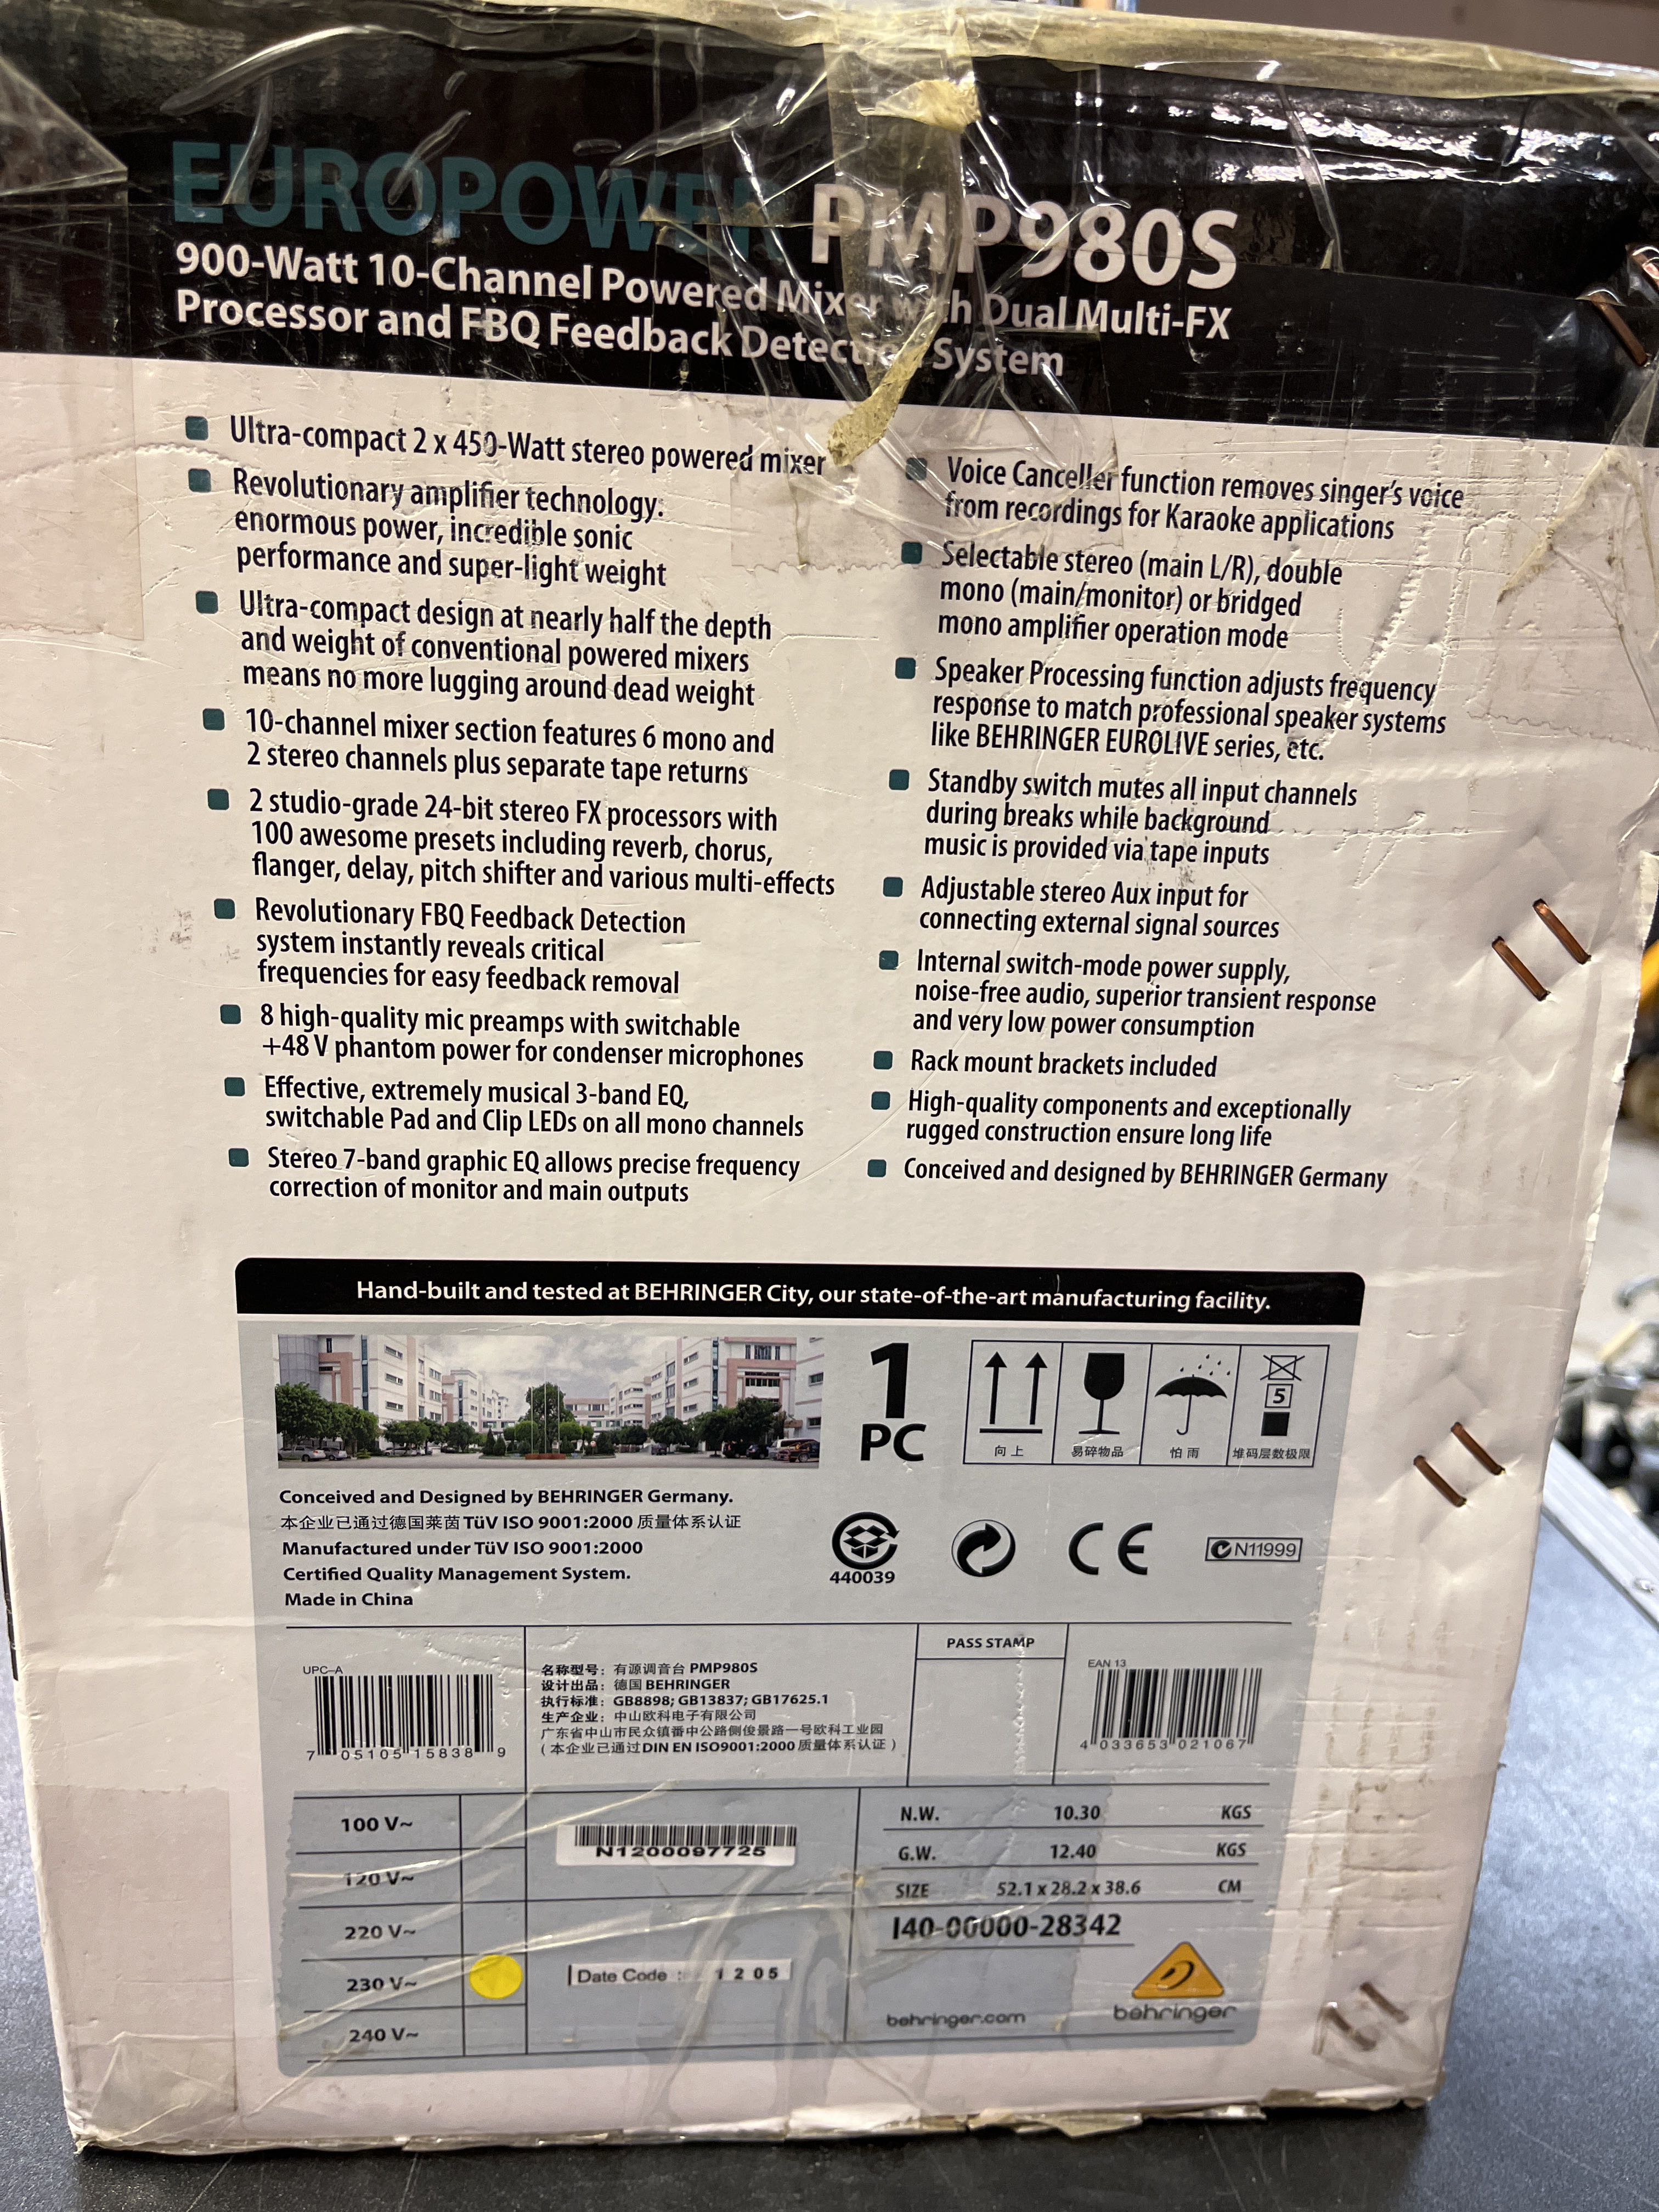 EUROPOWER PMP980S
900-Watt 10-Channel Powered Mixer with Dual Multi-FX
Processor and FBQ Feedback Detection System
Ultra-compact 2 x 450-Watt stereo powered mixer
Revolutionary amplifier technology:
enormous power, incredible sonic
performance and super-light weight
Ultra-compact design at nearly half the depth
and weight of conventional powered mixers
means no more lugging around dead weight
10-channel mixer section features 6 mono and
2 stereo channels plus separate tape returns
2 studio-grade 24-bit stereo FX processors with
100 awesome presets including reverb, chorus,
flanger, delay, pitch shifter and various multi-effects
Revolutionary FBQ Feedback Detection
system instantly reveals critical
frequencies for easy feedback removal
8 high-quality mic preamps with switchable
+48 V phantom power for condenser microphones
Effective, extremely musical 3-band EQ,
switchable Pad and Clip LEDs on all mono channels
Stereo 7-band graphic EQ allows precise frequency
correction of monitor and main outputs
Voice Canceller function removes singer's voice
from recordings for Karaoke applications
Selectable stereo (main L/R), double
mono (main/monitor) or bridged
mono amplifier operation mode
Speaker Processing function adjusts frequency
response to match professional speaker systems
like BEHRINGER EUROLIVE series, etc.
Standby switch mutes all input channels
during breaks while background
music is provided via tape inputs
Adjustable stereo Aux input for
connecting external signal sources
Internal switch-mode power supply,
noise-free audio, superior transient response
and very low power consumption
Rack mount brackets included
High-quality components and exceptionally
rugged construction ensure long life
Conceived and designed by BEHRINGER Germany
Hand-built and tested at BEHRINGER City, our state-of-the-art manufacturing facility.
1
PC
5
向上 易碎物品 怕雨 堆码层数极限
Conceived and Designed by BEHRINGER Germany.
本企业已通过德国莱茵 TüV ISO 9001:2000 质量体系认证
Manufactured under TüV ISO 9001:2000
Certified Quality Management System.
Made in China
440039
CE
N11999
UPC-A
7 05105 15838 9
名称型号：有源调音台 PMP980S
设计出品：德国 BEHRINGER
执行标准：GB8898; GB13837; GB17625.1
生产企业：中山欧科电子有限公司
广东省中山市民众镇番中公路侧俊景路一号欧科工业园
（本企业已通过DIN EN ISO9001:2000 质量体系认证）
PASS STAMP
EAN 13
4 033653 021067
100 V~
120 V~
220 V~
230 V~
240 V~
N1200097725
Date Code : 1205
N.W. 10.30 KGS
G.W. 12.40 KGS
SIZE 52.1 x 28.2 x 38.6 CM
I40-00000-28342
behringer.com
behringer